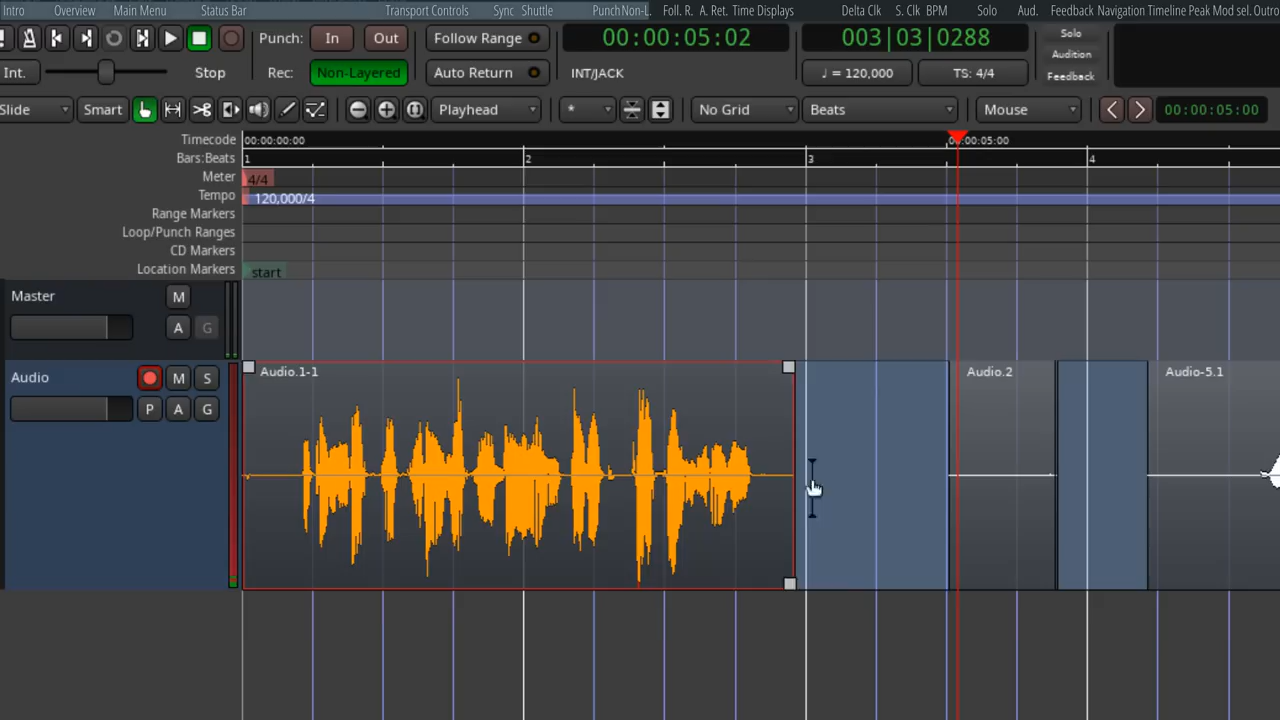 Intro Overview Main Menu Status Bar Transport Controls Sync Shuttle Punch Non-L. Foll. R. A. Ret. Time Displays Delta Clk S. Clk BPM Solo Aud. Feedback Navigation Timeline Peak Mod sel. Outro
Punch: In Out Follow Range 00:00:05:02 003|03|0288 Solo
Audition
Int. Stop Rec: Non-Layered Auto Return INT/JACK ♩ = 120,000 TS: 4/4 Feedback
Slide Smart Playhead * No Grid Beats Mouse 00:00:05:00
Timecode 00:00:00:00 00:00:05:00
Bars:Beats 1 2 3 4
Meter 4/4
Tempo 120,000/4
Range Markers
Loop/Punch Ranges
CD Markers
Location Markers start
Master M
A G
Audio M S Audio.1-1 Audio.2 Audio-5.1
P A G